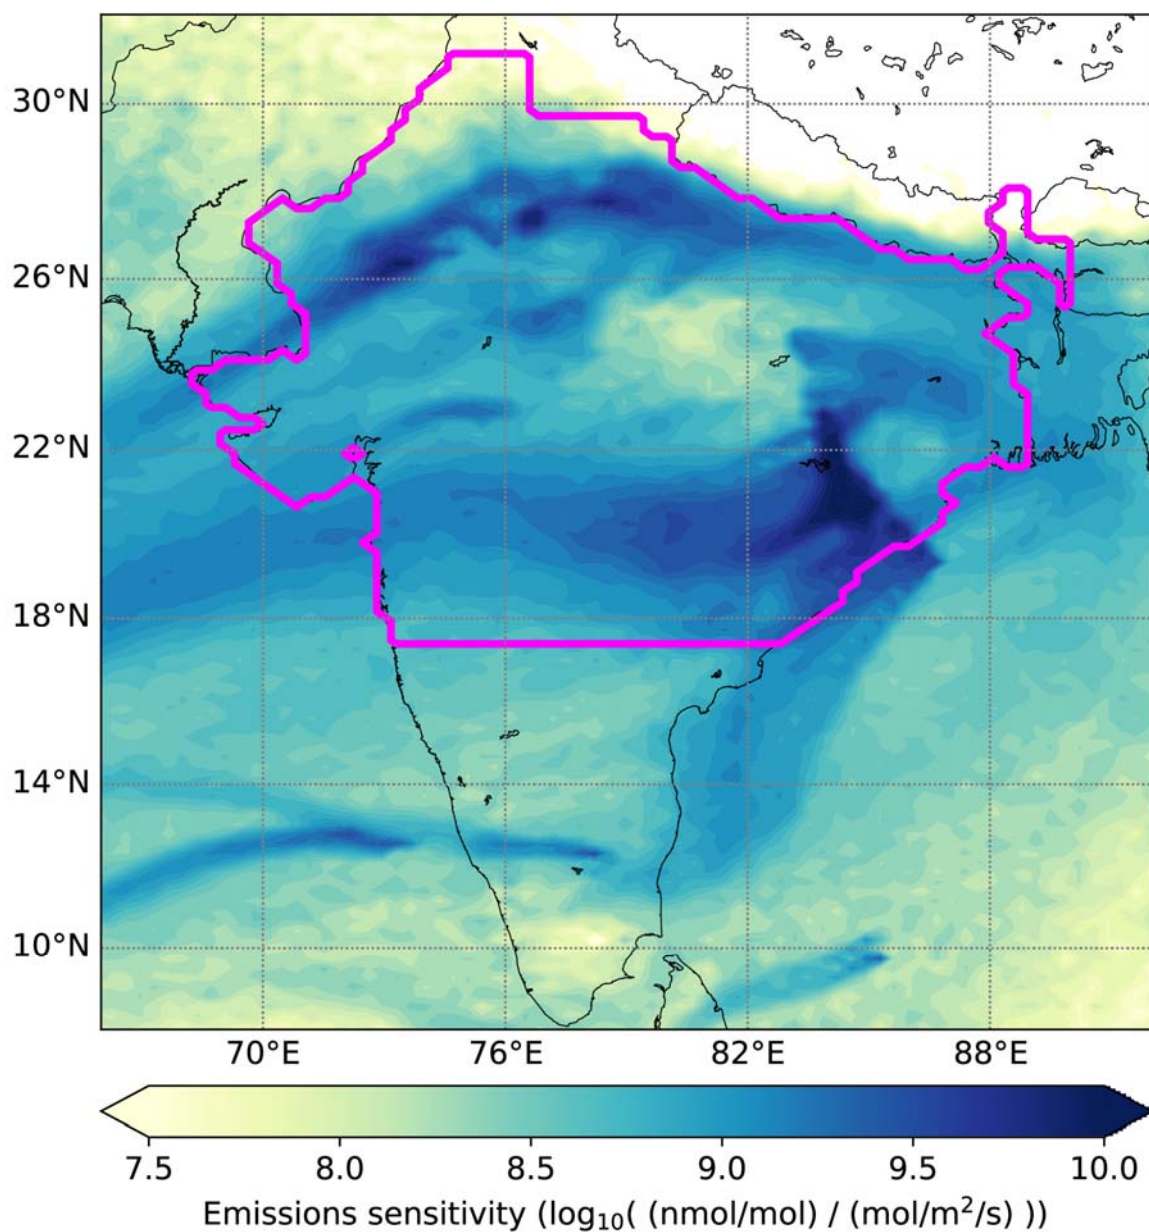 30°N
26°N
22°N
18°N
14°N
10°N
70°E 76°E 82°E 88°E
7.5 8.0 8.5 9.0 9.5 10.0
Emissions sensitivity (log₁₀( (nmol/mol) / (mol/m²/s) ))